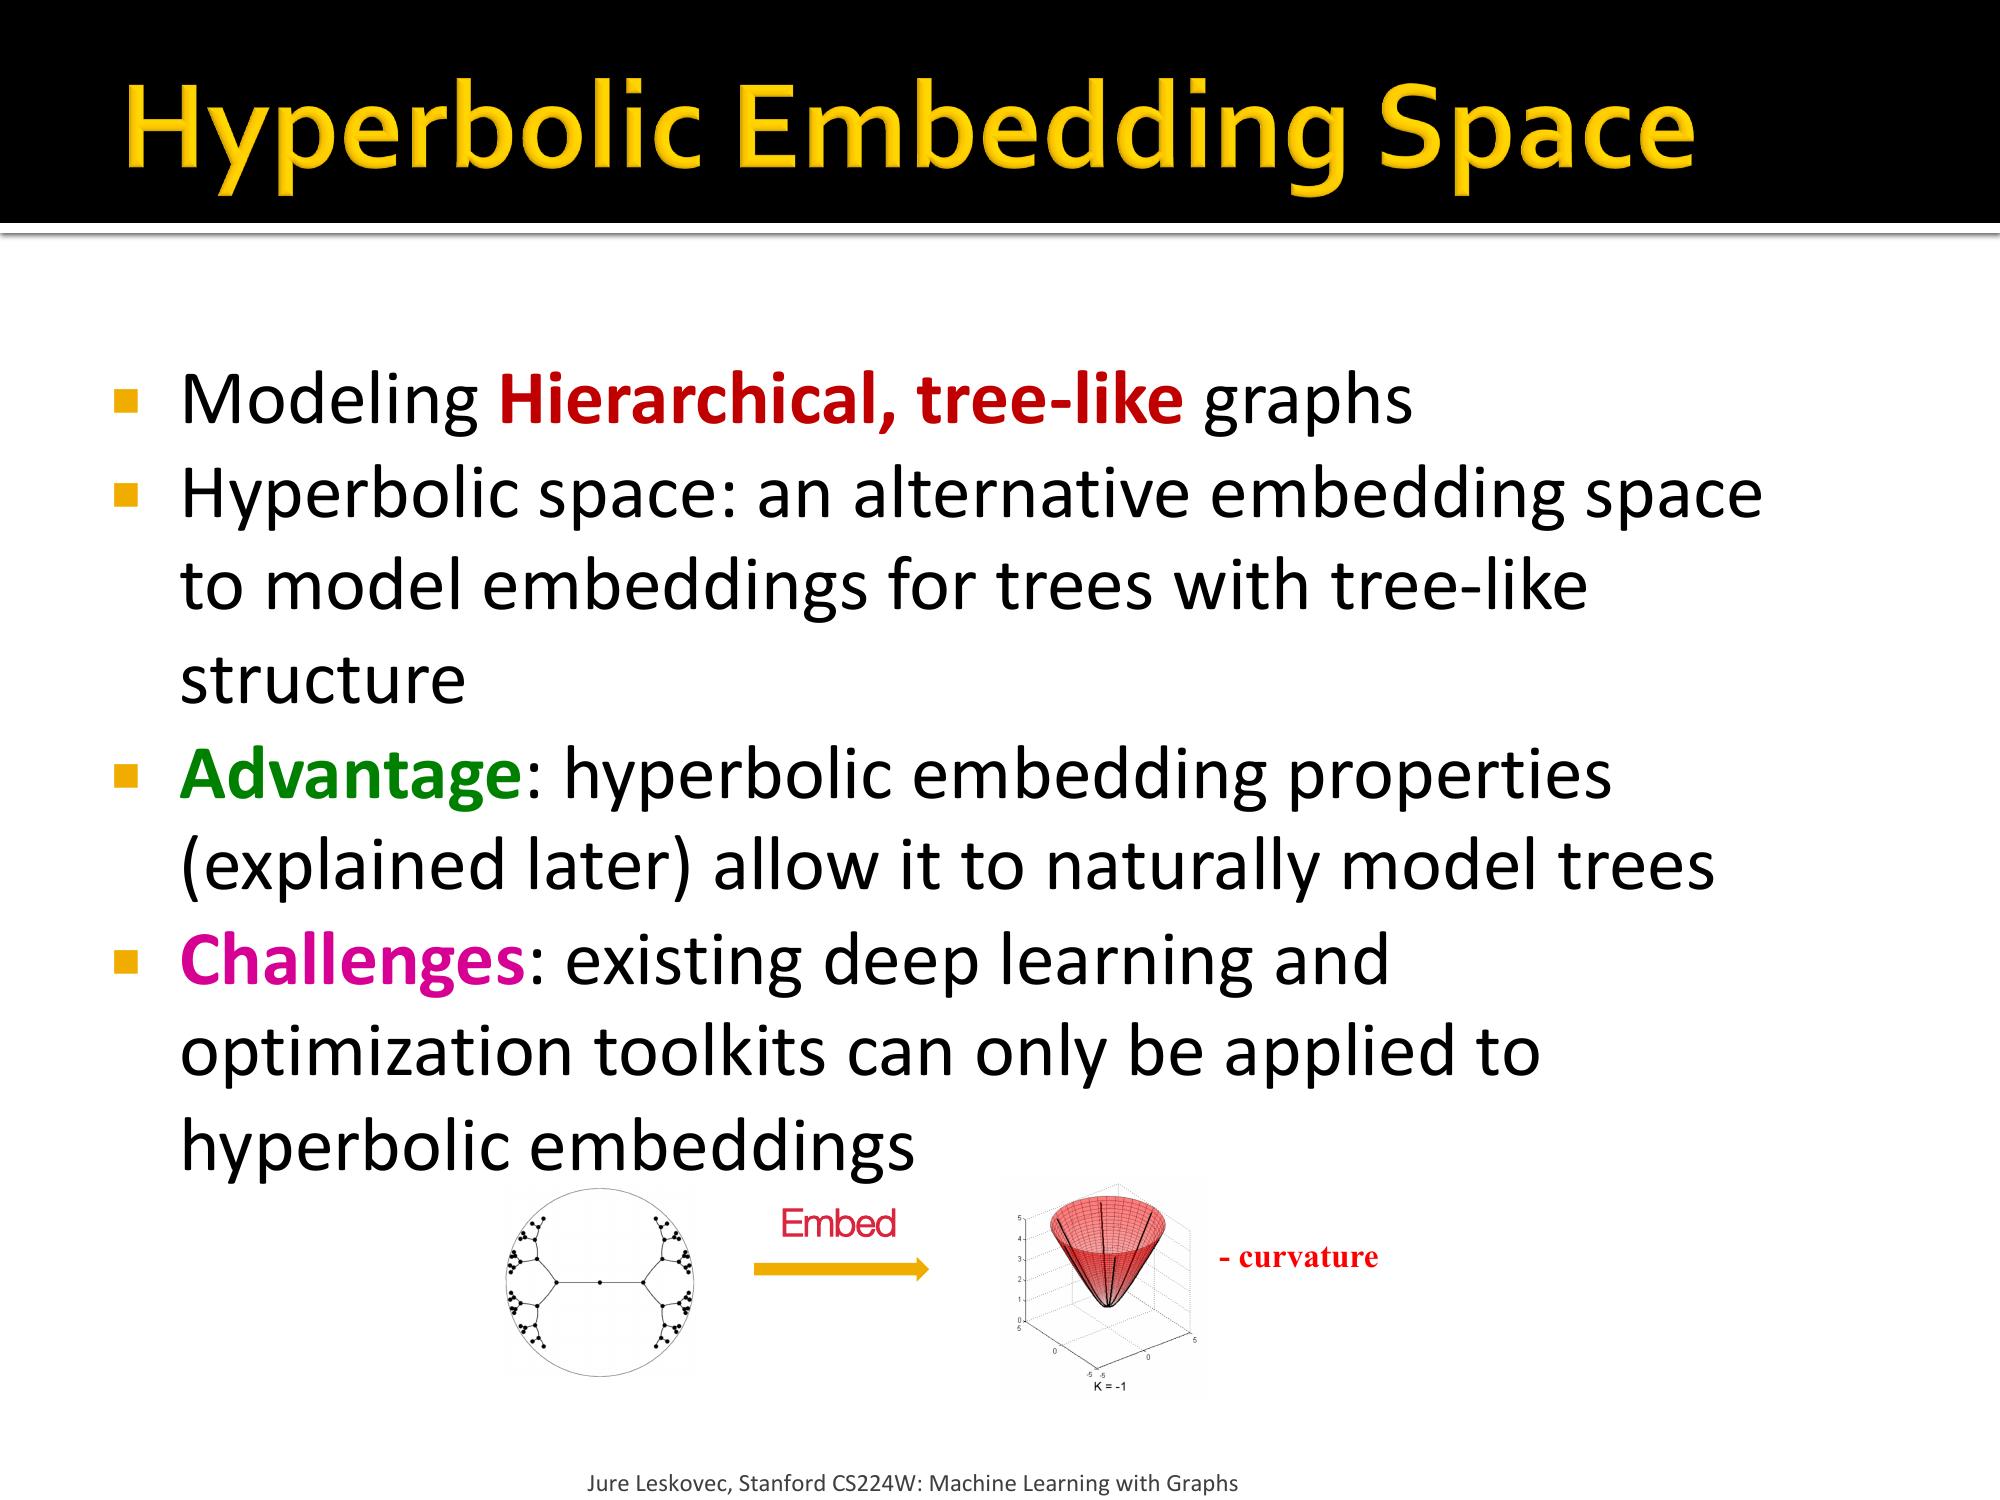 Hyperbolic Embedding Space
Modeling Hierarchical, tree-like graphs
Hyperbolic space: an alternative embedding space
to model embeddings for trees with tree-like
structure
Advantage: hyperbolic embedding properties
(explained later) allow it to naturally model trees
Challenges: existing deep learning and
optimization toolkits can only be applied to
hyperbolic embeddings
Embed
- curvature
5
4
3
2
1
0
5
0
-5
-5
0
5
K = -1
Jure Leskovec, Stanford CS224W: Machine Learning with Graphs